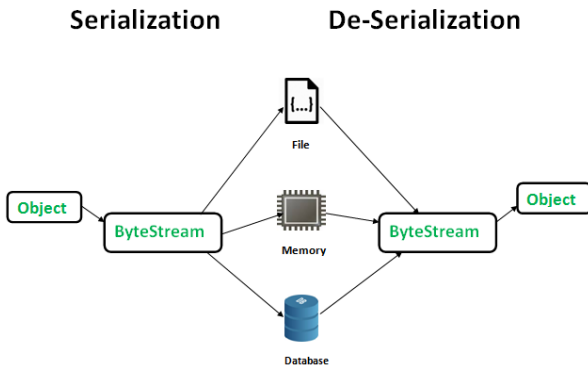 Serialization
De-Serialization
{...}
File
Object
ByteStream
Memory
ByteStream
Object
Database